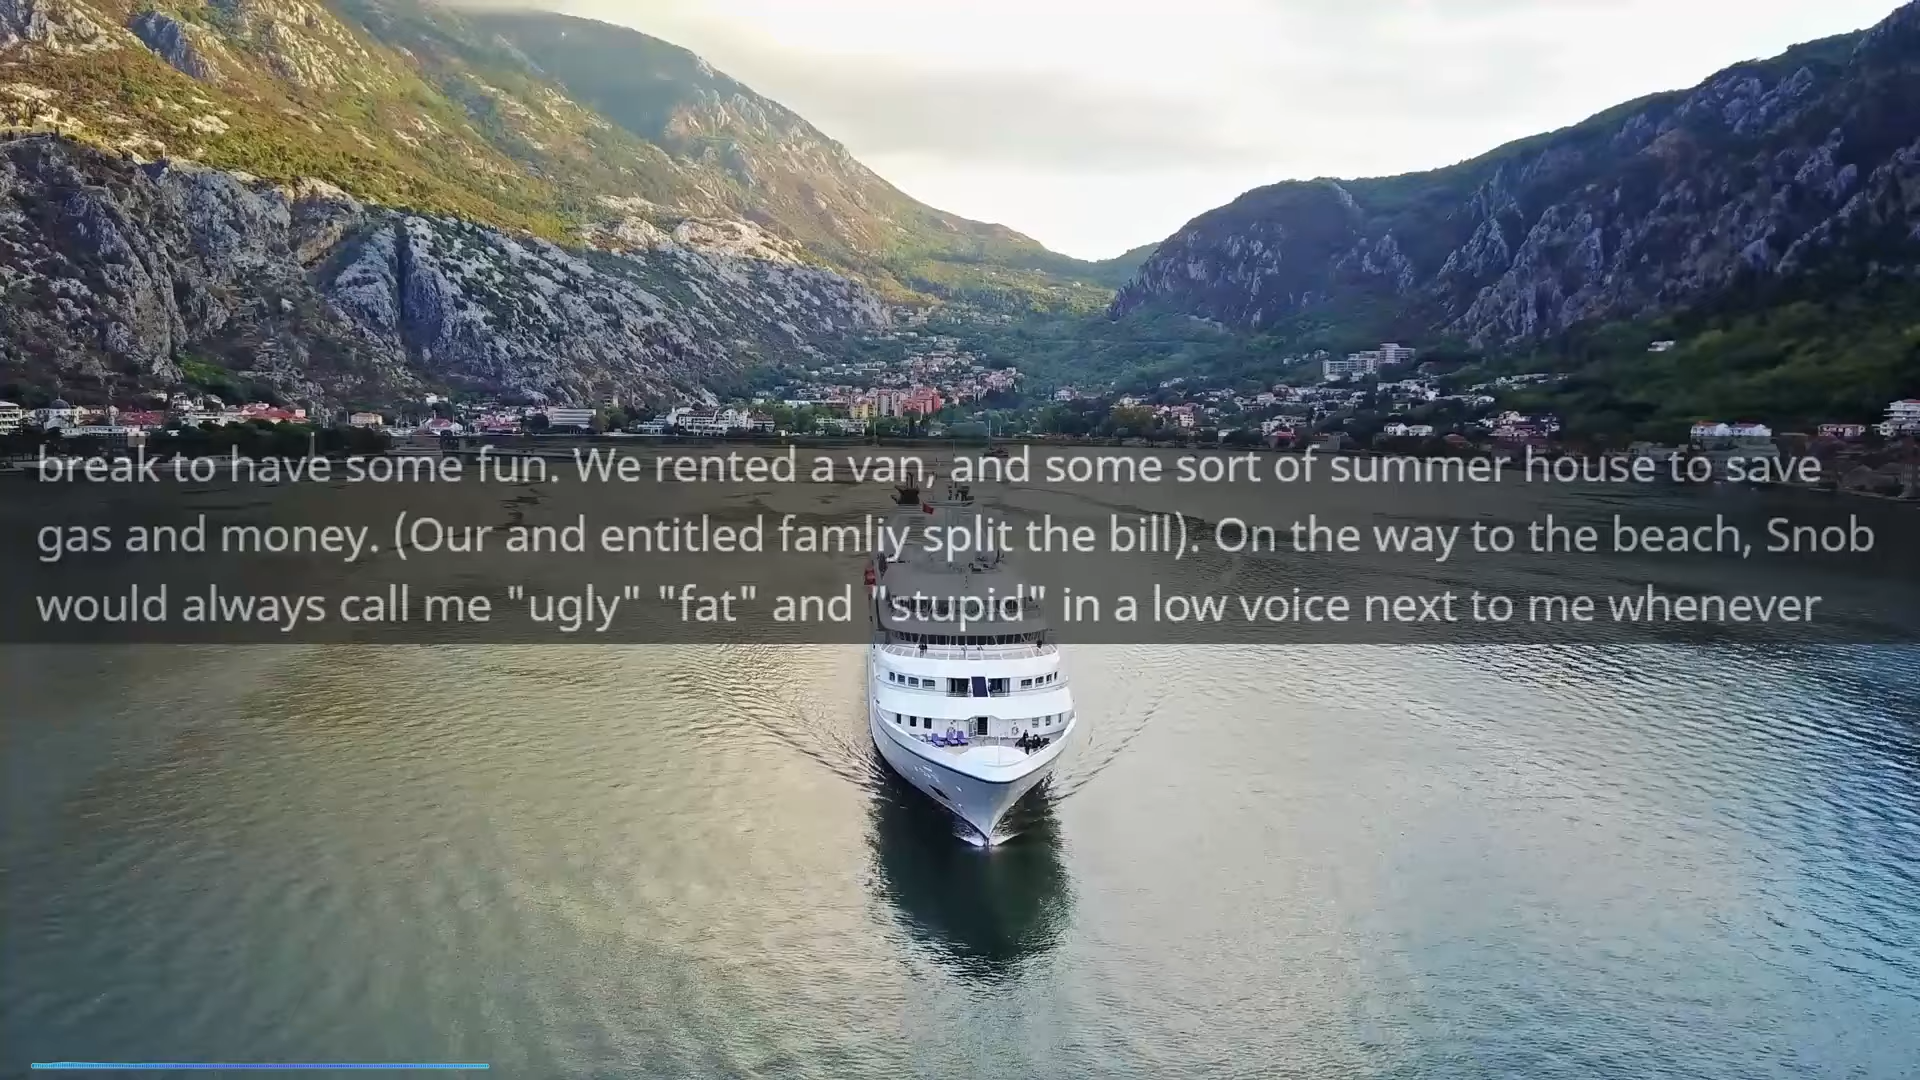 break to have some fun. We rented a van, and some sort of summer house to save
gas and money. (Our and entitled famliy split the bill). On the way to the beach, Snob
would always call me "ugly" "fat" and "stupid" in a low voice next to me whenever